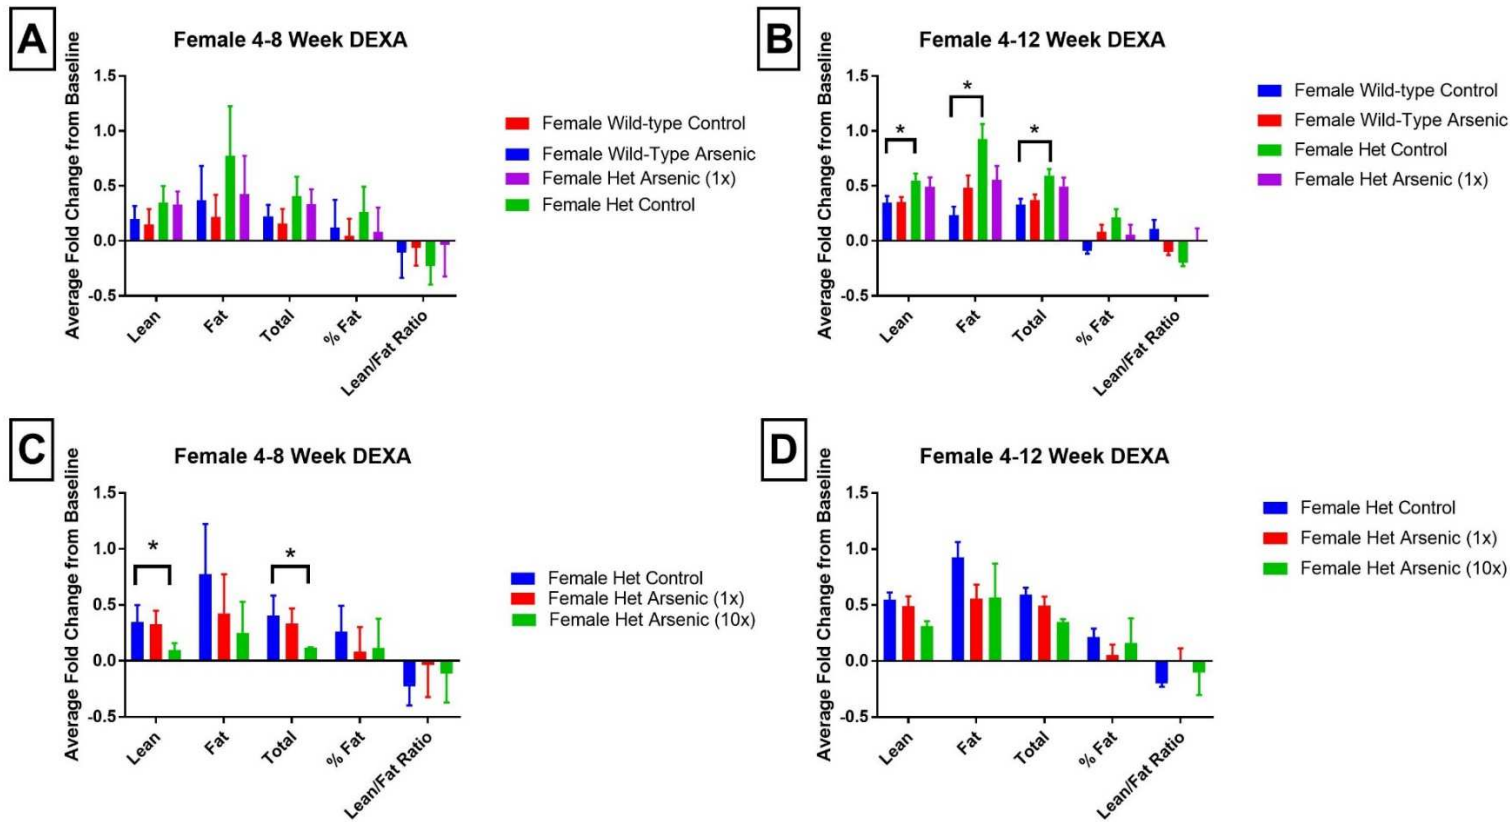 A
Female 4-8 Week DEXA
Average Fold Change from Baseline
1.5
1.0
0.5
0.0
-0.5
Lean
Fat
Total
% Fat
Lean/Fat Ratio
Female Wild-type Control
Female Wild-Type Arsenic
Female Het Arsenic (1x)
Female Het Control
B
Female 4-12 Week DEXA
Average Fold Change from Baseline
1.5
1.0
0.5
0.0
-0.5
*
*
*
Lean
Fat
Total
% Fat
Lean/Fat Ratio
Female Wild-type Control
Female Wild-Type Arsenic
Female Het Control
Female Het Arsenic (1x)
C
Female 4-8 Week DEXA
Average Fold Change from Baseline
1.5
1.0
0.5
0.0
-0.5
*
*
Lean
Fat
Total
% Fat
Lean/Fat Ratio
Female Het Control
Female Het Arsenic (1x)
Female Het Arsenic (10x)
D
Female 4-12 Week DEXA
Average Fold Change from Baseline
1.5
1.0
0.5
0.0
-0.5
Lean
Fat
Total
% Fat
Lean/Fat Ratio
Female Het Control
Female Het Arsenic (1x)
Female Het Arsenic (10x)